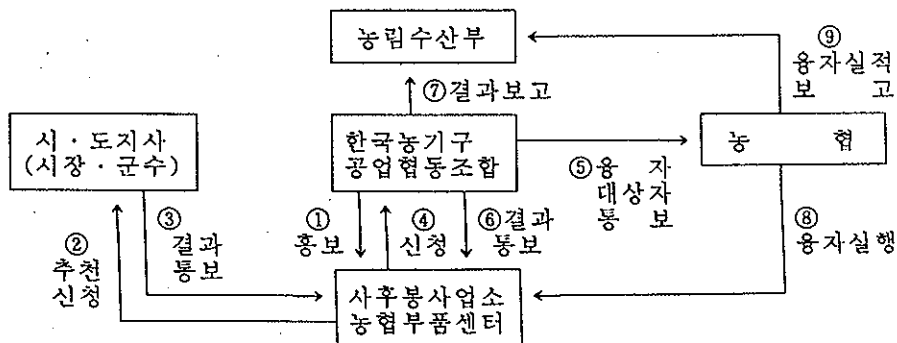 농림수산부
⑨
융자실적
보 고
⑦결과보고
시·도지사
(시장·군수)
한국농기구
공업협동조합
농 협
⑤융 자
대상자
통 보
①
홍보
④
신청
⑥결과
통보
⑧
융자실행
②
추천
신청
③
결과
통보
사후봉사업소
농협부품센터